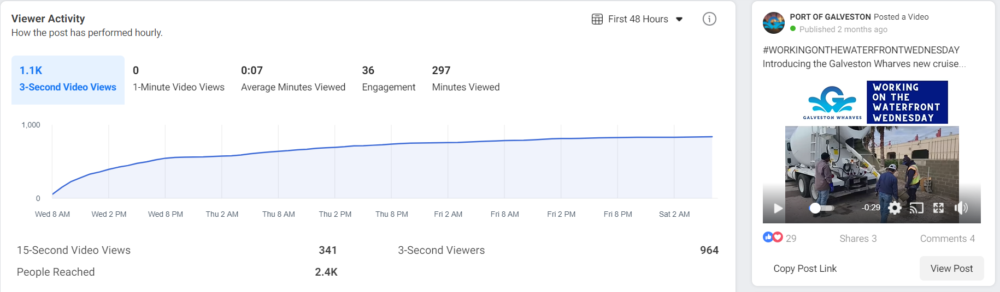 Viewer Activity
How the post has performed hourly.
First 48 Hours
1.1K
3-Second Video Views
0
1-Minute Video Views
0:07
Average Minutes Viewed
36
Engagement
297
Minutes Viewed
1,000
0
Wed 8 AM Wed 2 PM Wed 8 PM Thu 2 AM Thu 8 AM Thu 2 PM Thu 8 PM Fri 2 AM Fri 8 AM Fri 2 PM Fri 8 PM Sat 2 AM
15-Second Video Views 341
3-Second Viewers 964
People Reached 2.4K
PORT OF GALVESTON Posted a Video
Published 2 months ago
#WORKINGONTHEWATERFRONTWEDNESDAY
Introducing the Galveston Wharves new cruise...
G
GALVESTON WHARVES
WORKING
ON THE
WATERFRONT
WEDNESDAY
-0:29
29 Shares 3 Comments 4
Copy Post Link View Post